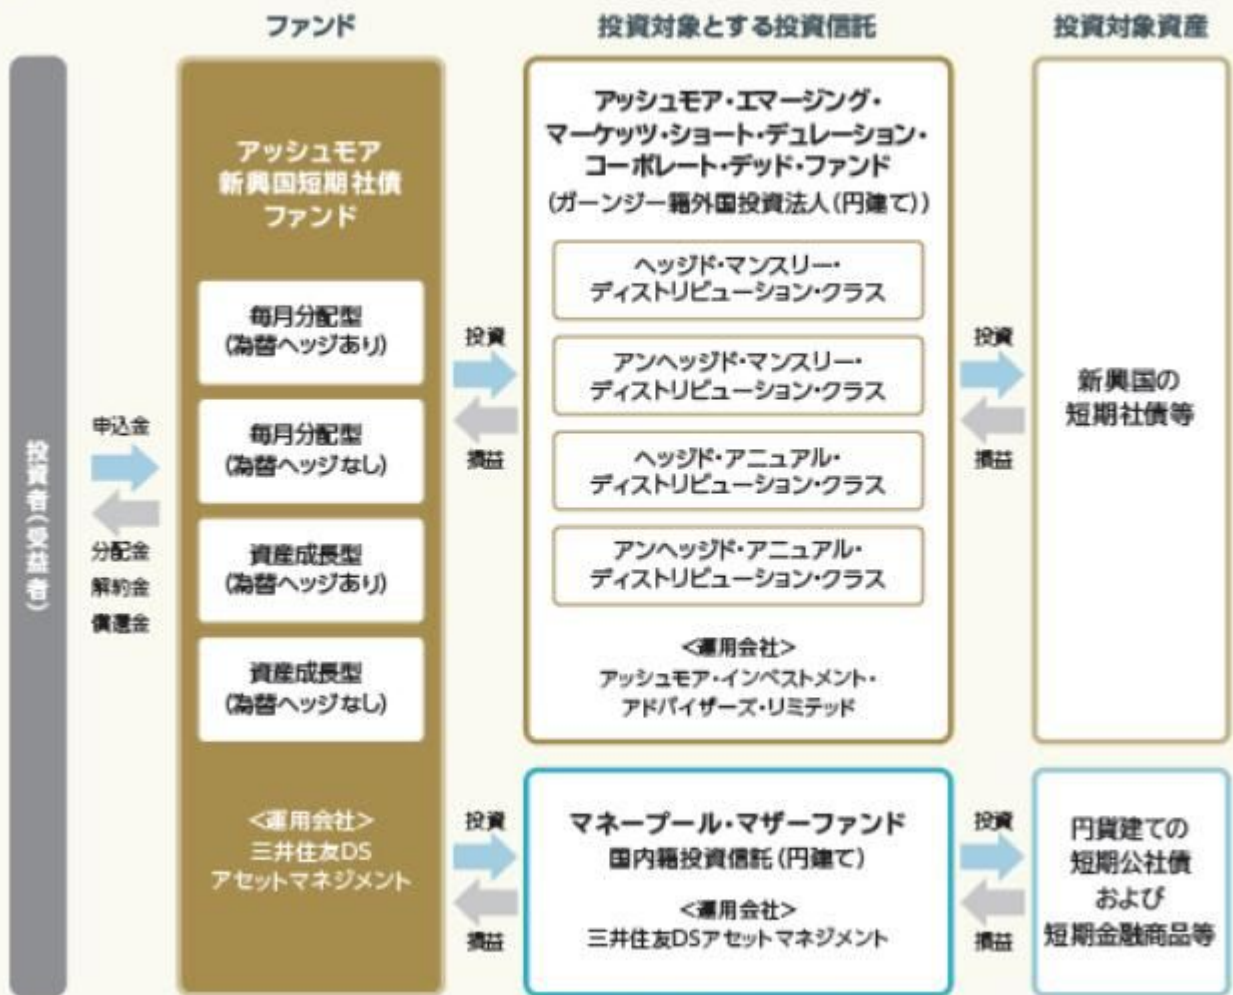 ファンド
投資対象とする投資信託
投資対象資産
投資者(受益者)
申込金
分配金
解約金
償還金
アッシュモア
新興国短期社債
ファンド
毎月分配型
(為替ヘッジあり)
毎月分配型
(為替ヘッジなし)
資産成長型
(為替ヘッジあり)
資産成長型
(為替ヘッジなし)
<運用会社>
三井住友DS
アセットマネジメント
投資
損益
投資
損益
アッシュモア・エマージング・
マーケッツ・ショート・デュレーション・
コーポレート・デッド・ファンド
(ガーンジー籍外国投資法人(円建て))
ヘッジド・マンスリー・
ディストリビューション・クラス
アンヘッジド・マンスリー・
ディストリビューション・クラス
ヘッジド・アニュアル・
ディストリビューション・クラス
アンヘッジド・アニュアル・
ディストリビューション・クラス
<運用会社>
アッシュモア・インベストメント・
アドバイザーズ・リミテッド
マネープール・マザーファンド
国内籍投資信託(円建て)
<運用会社>
三井住友DSアセットマネジメント
投資
損益
投資
損益
新興国の
短期社債等
円貨建ての
短期公社債
および
短期金融商品等